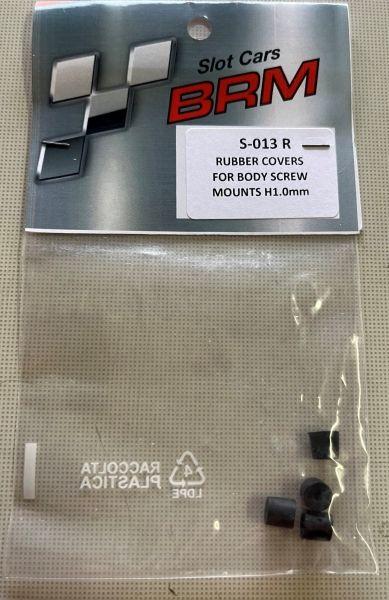 Slot Cars
BRM
S-013 R
RUBBER COVERS
FOR BODY SCREW
MOUNTS H1.0mm
RACCOLTA
PLASTICA
4
LDPE